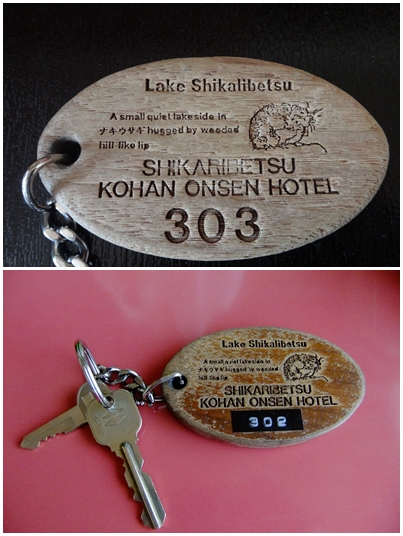 Lake Shikalibetsu
A small quiet lakeside in
ナキウサギ hugged by wooded
hill-like lip
SHIKARIBETSU
KOHAN ONSEN HOTEL
303
Lake Shikalibetsu
A small quiet lakeside in
ナキウサギ hugged by wooded
hill-like lip
SHIKARIBETSU
KOHAN ONSEN HOTEL
302